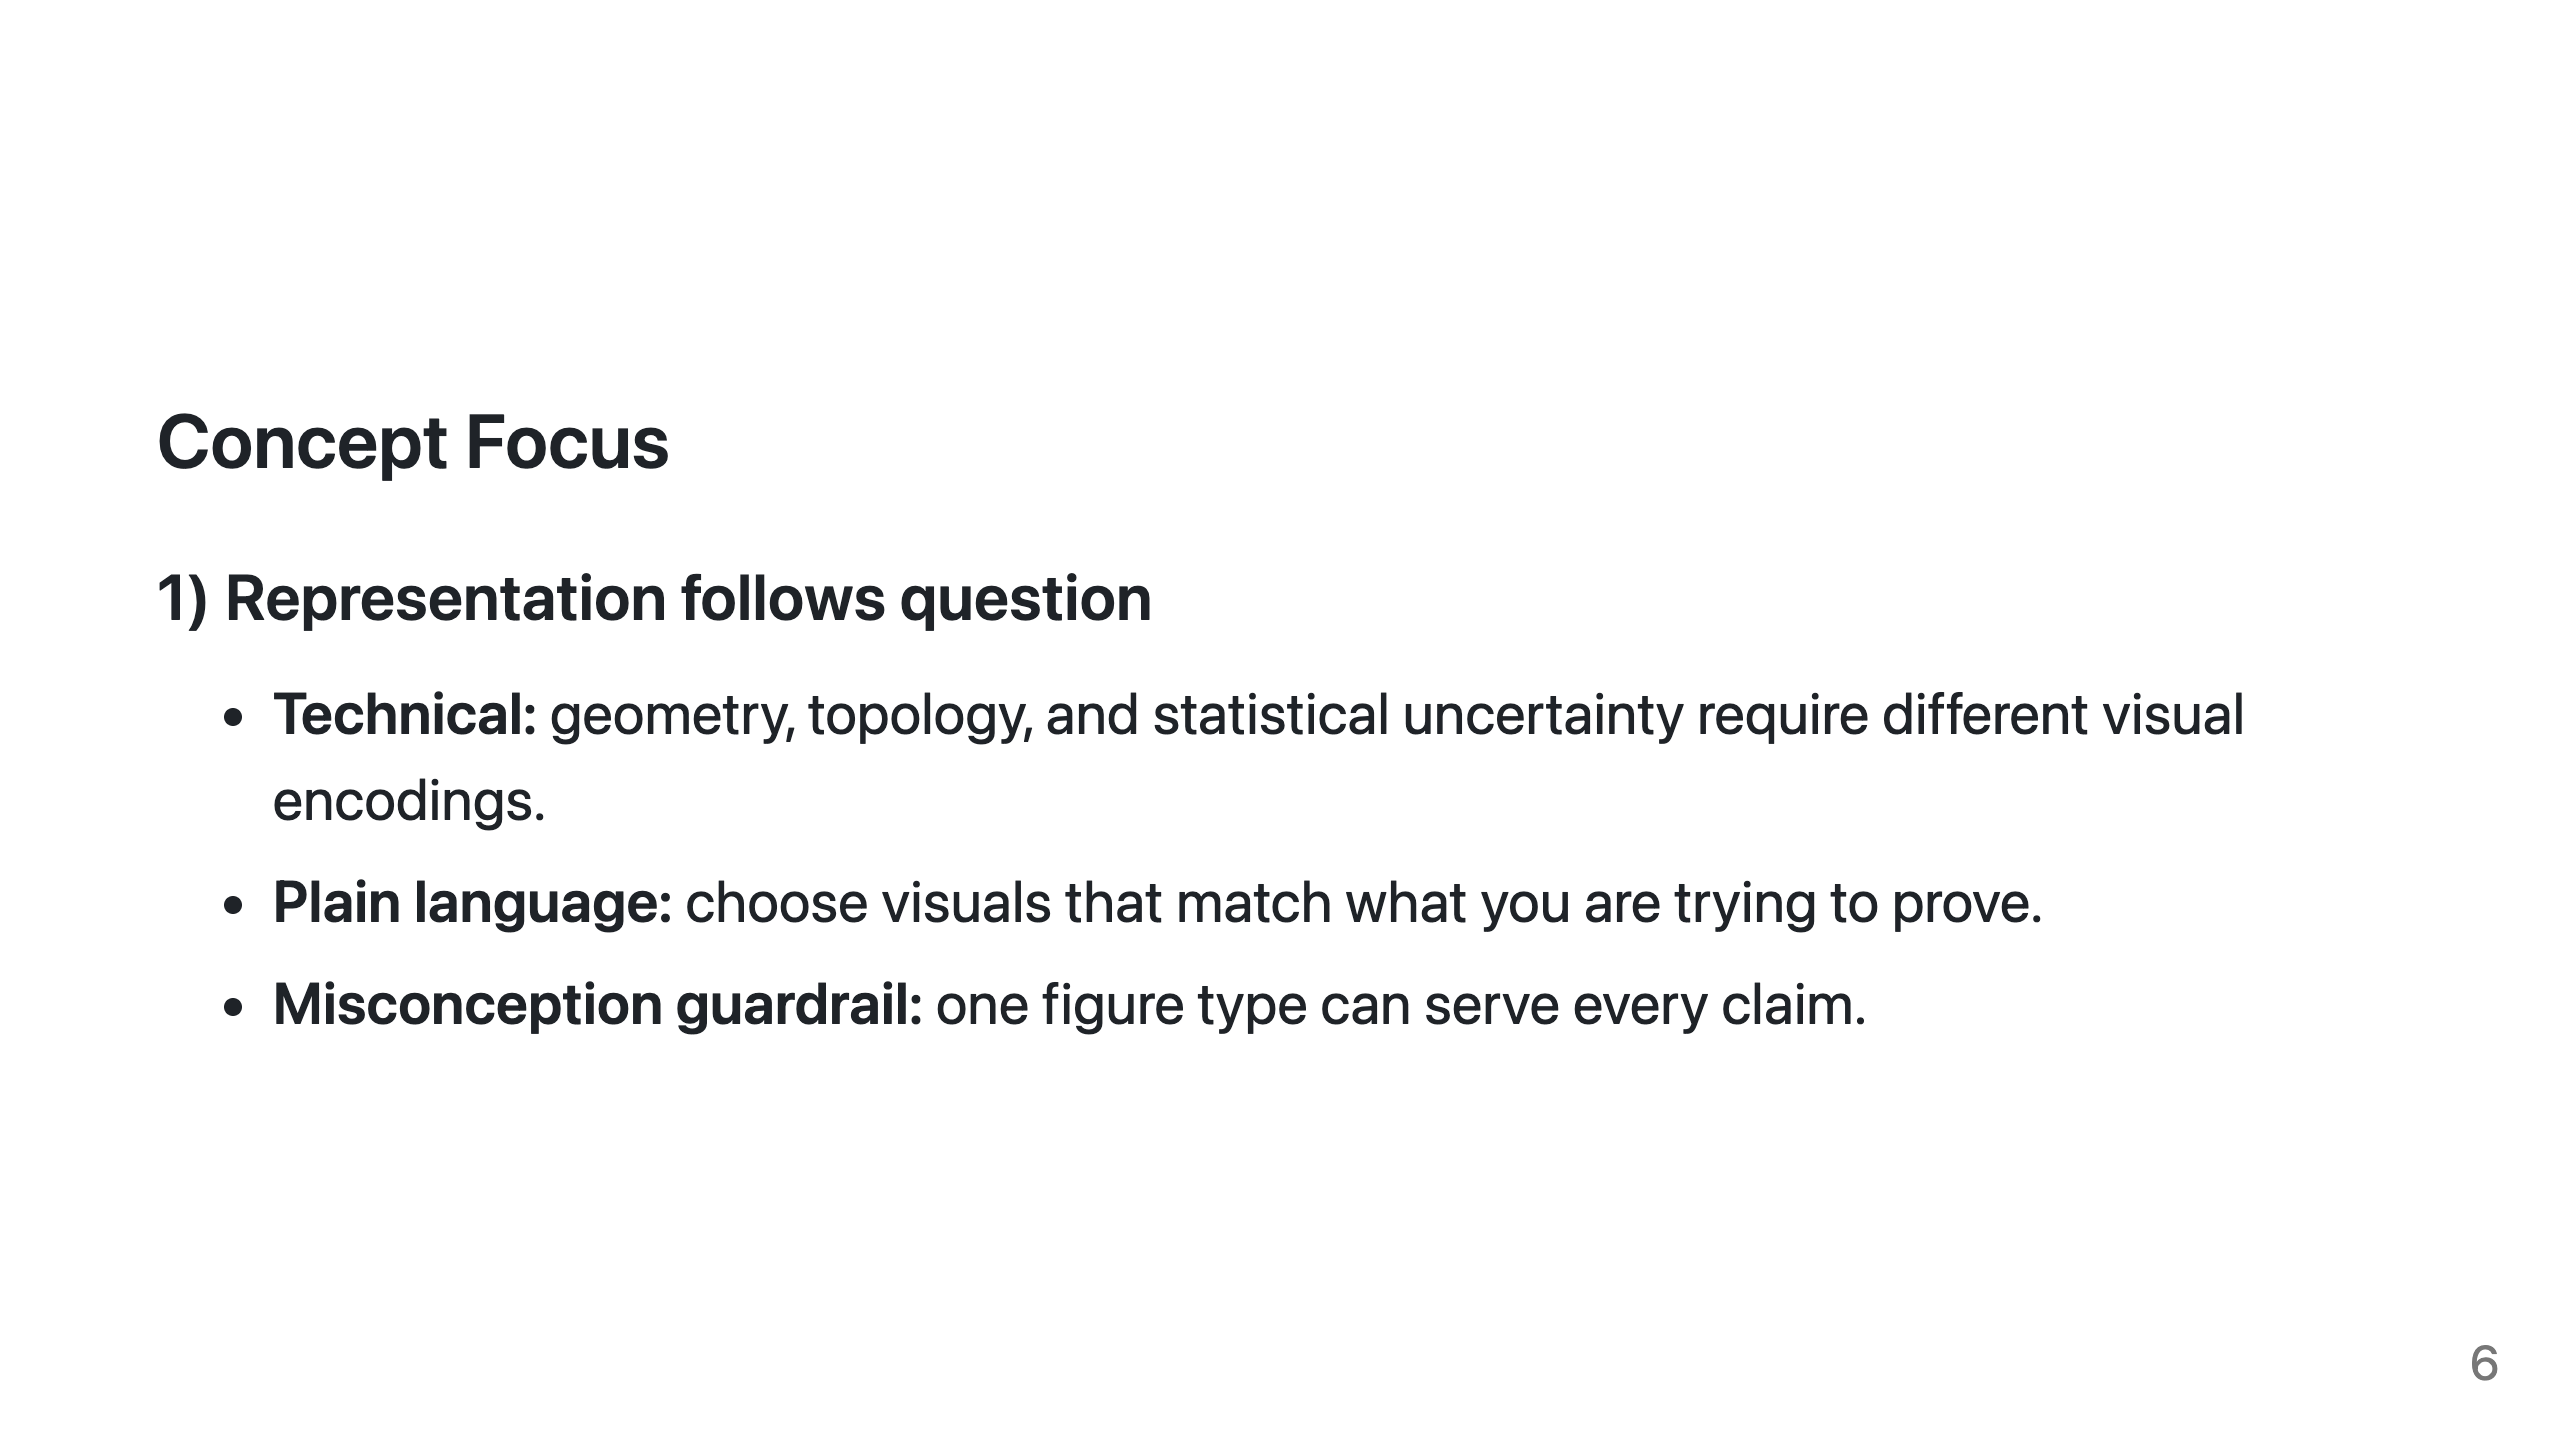 Concept Focus
1) Representation follows question
• Technical: geometry, topology, and statistical uncertainty require different visual
encodings.
• Plain language: choose visuals that match what you are trying to prove.
• Misconception guardrail: one figure type can serve every claim.
6